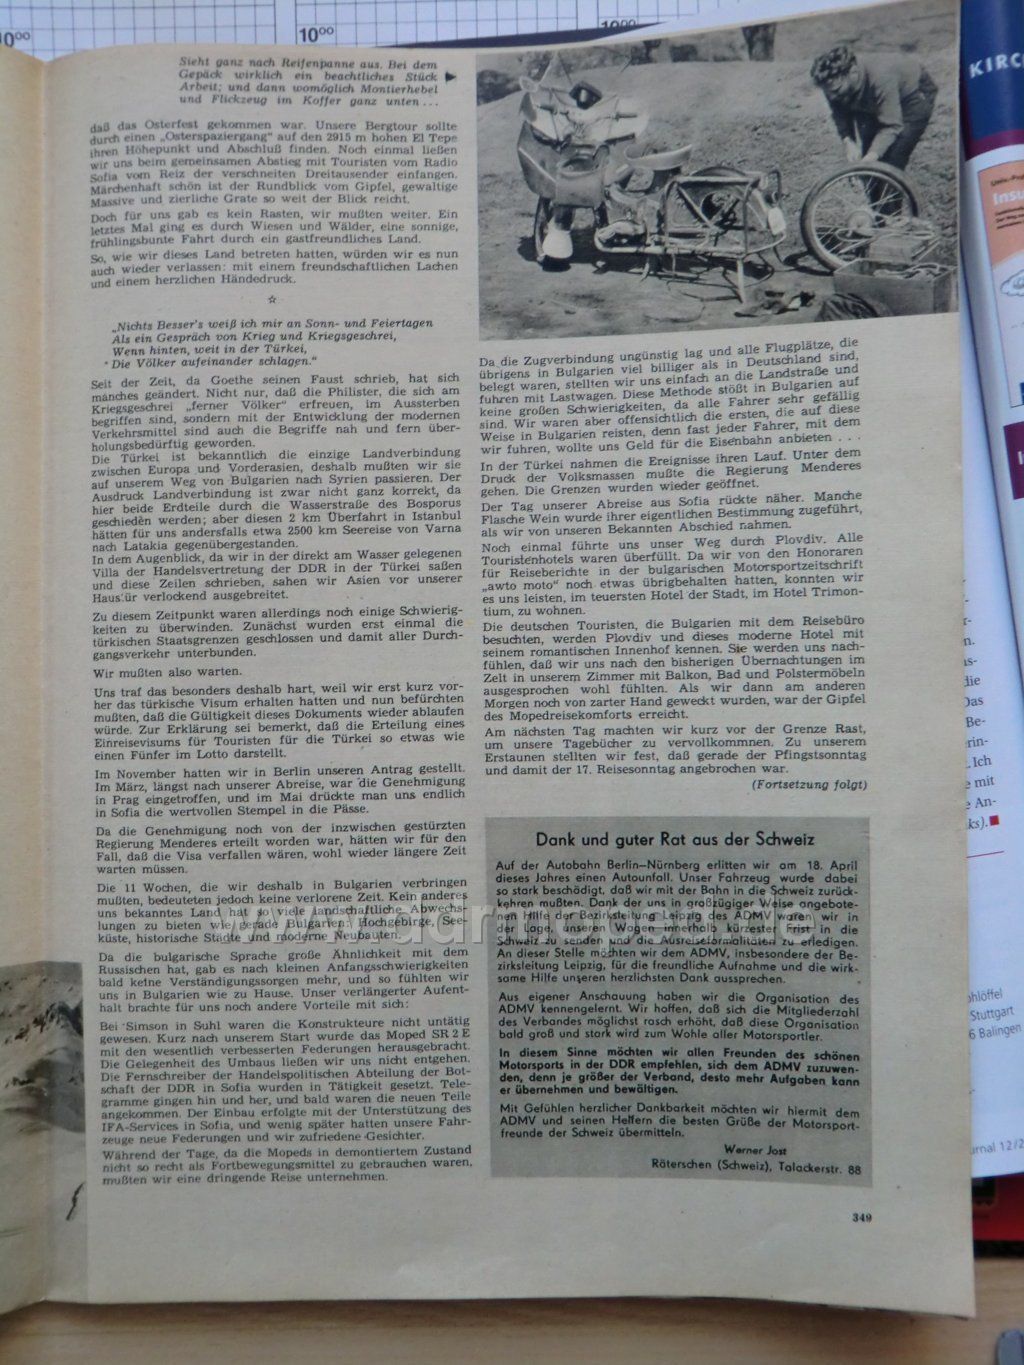 10⁰⁰
10⁰⁰
10⁰⁰
KIRCH
Sieht ganz nach Reifenpanne aus. Bei dem
Gepäck wirklich ein beachtliches Stück
Arbeit; und dann womöglich Montierhebel
und Flickzeug im Koffer ganz unten ...
daß das Osterfest gekommen war. Unsere Bergtour sollte
durch einen „Osterspaziergang" auf den 2915 m hohen El Tepe
ihren Höhepunkt und Abschluß finden. Noch einmal ließen
wir uns beim gemeinsamen Abstieg mit Touristen vom Radio
Sofia vom Reiz der verschneiten Dreitausender einfangen.
Märchenhaft schön ist der Rundblick vom Gipfel, gewaltige
Massive und zierliche Grate so weit der Blick reicht.
Doch für uns gab es kein Rasten, wir mußten weiter. Ein
letztes Mal ging es durch Wiesen und Wälder, eine sonnige,
frühlingsbunte Fahrt durch ein gastfreundliches Land.
So, wie wir dieses Land betreten hatten, würden wir es nun
auch wieder verlassen: mit einem freundschaftlichen Lachen
und einem herzlichen Händedruck.
☆
„Nichts Besser's weiß ich mir an Sonn- und Feiertagen
Als ein Gespräch von Krieg und Kriegsgeschrei,
Wenn hinten, weit in der Türkei,
Die Völker aufeinander schlagen."
Seit der Zeit, da Goethe seinen Faust schrieb, hat sich
manches geändert. Nicht nur, daß die Philister, die sich am
Kriegsgeschrei „ferner Völker" erfreuen, im Aussterben
begriffen sind, sondern mit der Entwicklung der modernen
Verkehrsmittel sind auch die Begriffe nah und fern über-
holungsbedürftig geworden.
Die Türkei ist bekanntlich die einzige Landverbindung
zwischen Europa und Vorderasien, deshalb mußten wir sie
auf unserem Weg von Bulgarien nach Syrien passieren. Der
Ausdruck Landverbindung ist zwar nicht ganz korrekt, da
hier beide Erdteile durch die Wasserstraße des Bosporus
geschieden werden; aber diesen 2 km Überfahrt in Istanbul
hätten für uns andersfalls etwa 2500 km Seereise von Varna
nach Latakia gegenübergestanden.
In dem Augenblick, da wir in der direkt am Wasser gelegenen
Villa der Handelsvertretung der DDR in der Türkei saßen
und diese Zeilen schrieben, sahen wir Asien vor unserer
Haustür verlockend ausgebreitet.
Zu diesem Zeitpunkt waren allerdings noch einige Schwierig-
keiten zu überwinden. Zunächst wurden erst einmal die
türkischen Staatsgrenzen geschlossen und damit aller Durch-
gangsverkehr unterbunden.
Wir mußten also warten.
Uns traf das besonders deshalb hart, weil wir erst kurz vor-
her das türkische Visum erhalten hatten und nun befürchten
mußten, daß die Gültigkeit dieses Dokuments wieder ablaufen
würde. Zur Erklärung sei bemerkt, daß die Erteilung eines
Einreisevisums für Touristen für die Türkei so etwas wie
einen Fünfer im Lotto darstellt.
Im November hatten wir in Berlin unseren Antrag gestellt.
Im März, längst nach unserer Abreise, war die Genehmigung
in Prag eingetroffen, und im Mai drückte man uns endlich
in Sofia die wertvollen Stempel in die Pässe.
Da die Genehmigung noch von der inzwischen gestürzten
Regierung Menderes erteilt worden war, hätten wir für den
Fall, daß die Visa verfallen wären, wohl wieder längere Zeit
warten müssen.
Die 11 Wochen, die wir deshalb in Bulgarien verbringen
mußten, bedeuteten jedoch keine verlorene Zeit. Kein anderes
uns bekanntes Land hat so viele landschaftliche Abwechs-
lungen zu bieten wie gerade Bulgarien: Hochgebirge, See-
küste, historische Städte und moderne Neubauten.
Da die bulgarische Sprache große Ähnlichkeit mit dem
Russischen hat, gab es nach kleinen Anfangsschwierigkeiten
bald keine Verständigungssorgen mehr, und so fühlten wir
uns in Bulgarien wie zu Hause. Unser verlängerter Aufent-
halt brachte für uns noch andere Vorteile mit sich:
Bei Simson in Suhl waren die Konstrukteure nicht untätig
gewesen. Kurz nach unserem Start wurde das Moped SR 2 E
mit den wesentlich verbesserten Federungen herausgebracht.
Die Gelegenheit des Umbaus ließen wir uns nicht entgehen.
Die Fernschreiber der Handelspolitischen Abteilung der Bot-
schaft der DDR in Sofia wurden in Tätigkeit gesetzt. Tele-
gramme gingen hin und her, und bald waren die neuen Teile
angekommen. Der Einbau erfolgte mit der Unterstützung des
IFA-Services in Sofia, und wenig später hatten unsere Fahr-
zeuge neue Federungen und wir zufriedene Gesichter.
Während der Tage, da die Mopeds in demontiertem Zustand
nicht so recht als Fortbewegungsmittel zu gebrauchen waren,
mußten wir eine dringende Reise unternehmen.
Da die Zugverbindung ungünstig lag und alle Flugplätze, die
übrigens in Bulgarien viel billiger als in Deutschland sind,
belegt waren, stellten wir uns einfach an die Landstraße und
fuhren mit Lastwagen. Diese Methode stößt in Bulgarien auf
keine großen Schwierigkeiten, da alle Fahrer sehr gefällig
sind. Wir waren aber offensichtlich die ersten, die auf diese
Weise in Bulgarien reisten, denn fast jeder Fahrer, mit dem
wir fuhren, wollte uns Geld für die Eisenbahn anbieten . . .
In der Türkei nahmen die Ereignisse ihren Lauf. Unter dem
Druck der Volksmassen mußte die Regierung Menderes
gehen. Die Grenzen wurden wieder geöffnet.
Der Tag unserer Abreise aus Sofia rückte näher. Manche
Flasche Wein wurde ihrer eigentlichen Bestimmung zugeführt,
als wir von unseren Bekannten Abschied nahmen.
Noch einmal führte uns unser Weg durch Plovdiv. Alle
Touristenhotels waren überfüllt. Da wir von den Honoraren
für Reiseberichte in der bulgarischen Motorsportzeitschrift
„awto moto" noch etwas übrigbehalten hatten, konnten wir
es uns leisten, im teuersten Hotel der Stadt, im Hotel Trimon-
tium, zu wohnen.
Die deutschen Touristen, die Bulgarien mit dem Reisebüro
besuchten, werden Plovdiv und dieses moderne Hotel mit
seinem romantischen Innenhof kennen. Sie werden uns nach-
fühlen, daß wir uns nach den bisherigen Übernachtungen im
Zelt in unserem Zimmer mit Balkon, Bad und Polstermöbeln
ausgesprochen wohl fühlten. Als wir dann am anderen
Morgen noch von zarter Hand geweckt wurden, war der Gipfel
des Mopedreisekomforts erreicht.
Am nächsten Tag machten wir kurz vor der Grenze Rast,
um unsere Tagebücher zu vervollkommnen. Zu unserem
Erstaunen stellten wir fest, daß gerade der Pfingstsonntag
und damit der 17. Reisesonntag angebrochen war.
(Fortsetzung folgt)
Dank und guter Rat aus der Schweiz
Auf der Autobahn Berlin–Nürnberg erlitten wir am 18. April
dieses Jahres einen Autounfall. Unser Fahrzeug wurde dabei
so stark beschädigt, daß wir mit der Bahn in die Schweiz zurück-
kehren mußten. Dank der uns in großzügiger Weise angebote-
nen Hilfe der Bezirksleitung Leipzig des ADMV waren wir in
der Lage, unseren Wagen innerhalb kürzester Frist in die
Schweiz zu senden und die Ausreiseformalitäten zu erledigen.
An dieser Stelle möchten wir dem ADMV, insbesondere der Be-
zirksleitung Leipzig, für die freundliche Aufnahme und die wirk-
same Hilfe unseren herzlichsten Dank aussprechen.
Aus eigener Anschauung haben wir die Organisation des
ADMV kennengelernt. Wir hoffen, daß sich die Mitgliederzahl
des Verbandes möglichst rasch erhöht, daß diese Organisation
bald groß und stark wird zum Wohle aller Motorsportler.
In diesem Sinne möchten wir allen Freunden des schönen
Motorsports in der DDR empfehlen, sich dem ADMV zuzuwen-
den, denn je größer der Verband, desto mehr Aufgaben kann
er übernehmen und bewältigen.
Mit Gefühlen herzlicher Dankbarkeit möchten wir hiermit dem
ADMV und seinen Helfern die besten Grüße der Motorsport-
freunde der Schweiz übermitteln.
Werner Jost
Räterschen (Schweiz), Talackerstr. 88
349
Insu
die
Das
Be-
rin-
. Ich
mit
An-
ks).
ohlöffel
Stuttgart
6 Balingen
urnal 12/2